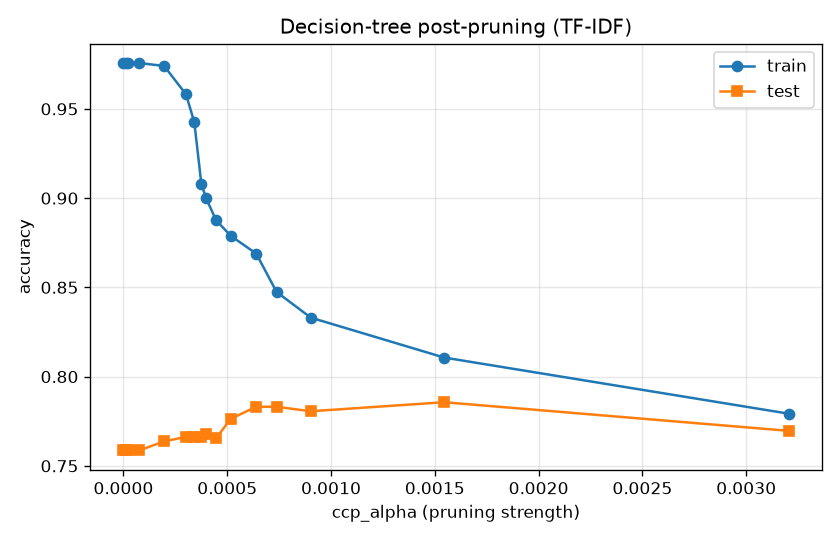 Decision-tree post-pruning (TF-IDF)
train
test
accuracy
0.95
0.90
0.85
0.80
0.75
0.0000 0.0005 0.0010 0.0015 0.0020 0.0025 0.0030
ccp_alpha (pruning strength)